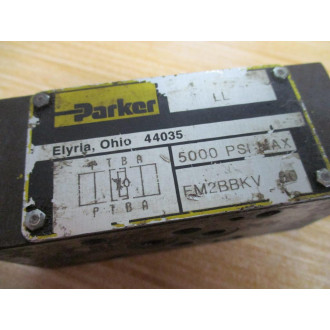 Parker
LL
Elyria, Ohio 44035
5000 PSI MAX
P T B A
P T B A
FM2BBKV